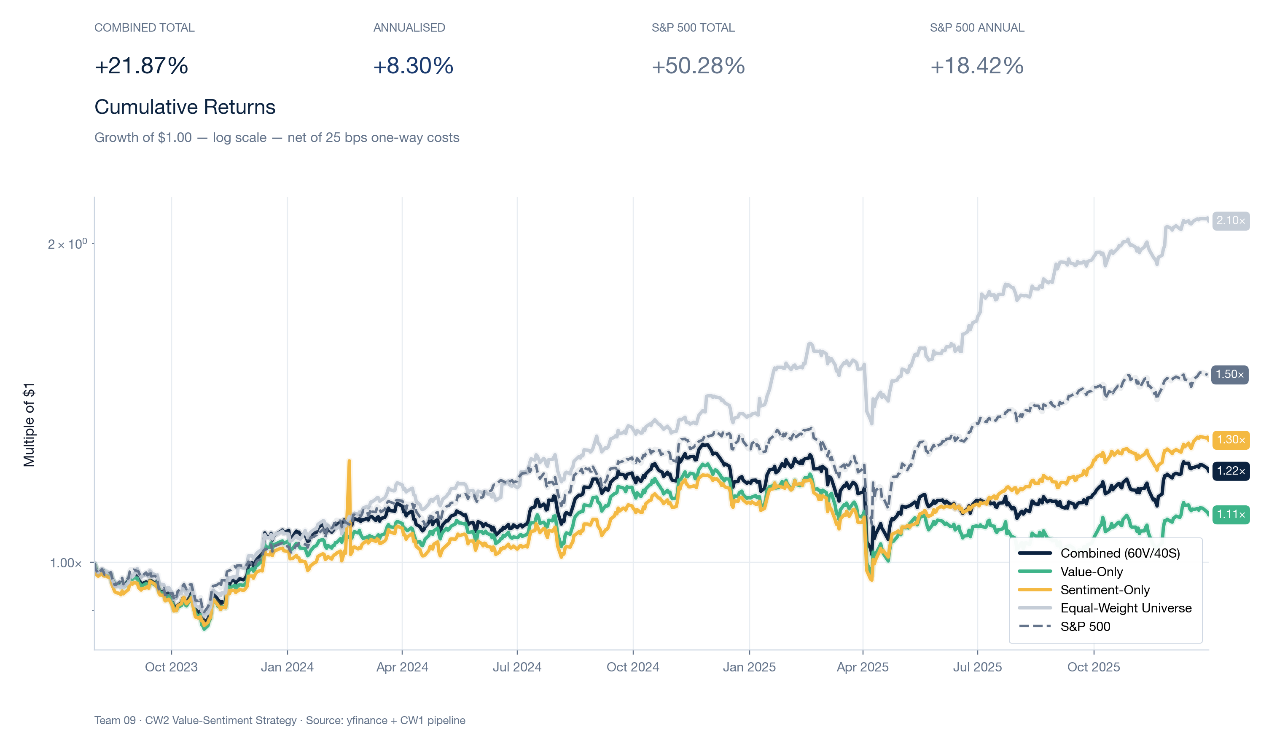 COMBINED TOTAL ANNUALISED S&P 500 TOTAL S&P 500 ANNUAL
+21.87% +8.30% +50.28% +18.42%
Cumulative Returns
Growth of $1.00 — log scale — net of 25 bps one-way costs
2 × 10⁰
1.00×
Multiple of $1
2.10×
1.50×
1.30×
1.22×
1.11×
Combined (60V/40S)
Value-Only
Sentiment-Only
Equal-Weight Universe
S&P 500
Oct 2023 Jan 2024 Apr 2024 Jul 2024 Oct 2024 Jan 2025 Apr 2025 Jul 2025 Oct 2025
Team 09 · CW2 Value-Sentiment Strategy · Source: yfinance + CW1 pipeline